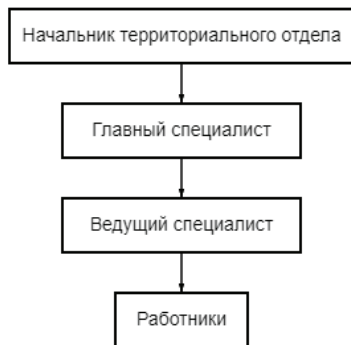 Начальник территориального отдела
Главный специалист
Ведущий специалист
Работники